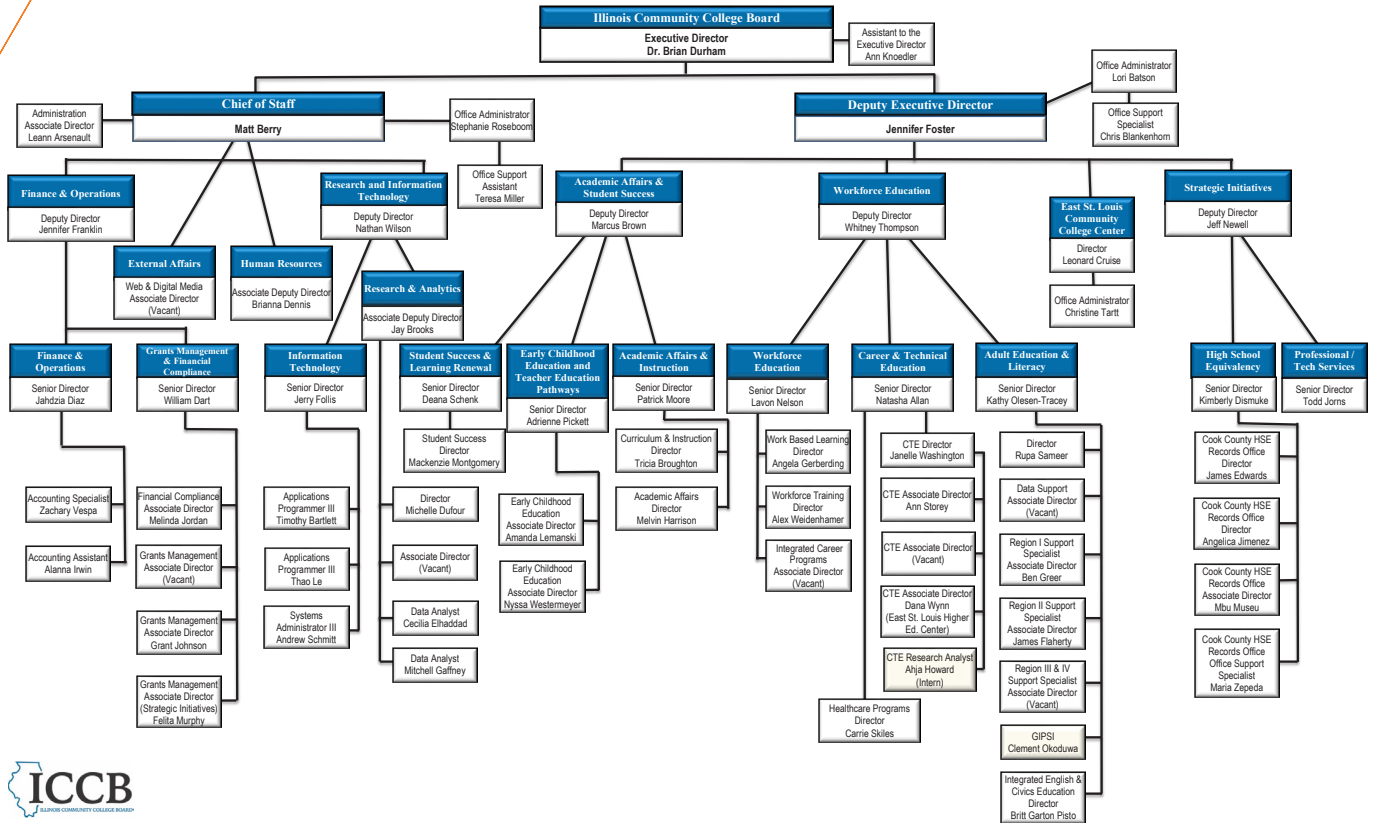 Illinois Community College Board
Executive Director
Dr. Brian Durham
Assistant to the
Executive Director
Ann Knoedler
Chief of Staff
Matt Berry
Administration
Associate Director
Leann Arsenault
Office Administrator
Stephanie Roseboom
Office Support
Assistant
Teresa Miller
Deputy Executive Director
Jennifer Foster
Office Administrator
Lori Batson
Office Support
Specialist
Chris Blankenhorn
Finance & Operations
Deputy Director
Jennifer Franklin
External Affairs
Web & Digital Media
Associate Director
(Vacant)
Human Resources
Associate Deputy Director
Brianna Dennis
Research and Information
Technology
Deputy Director
Nathan Wilson
Research & Analytics
Associate Deputy Director
Jay Brooks
Academic Affairs &
Student Success
Deputy Director
Marcus Brown
Workforce Education
Deputy Director
Whitney Thompson
East St. Louis
Community
College Center
Director
Leonard Cruise
Office Administrator
Christine Tartt
Strategic Initiatives
Deputy Director
Jeff Newell
Finance &
Operations
Senior Director
Jahdzia Diaz
Accounting Specialist
Zachary Vespa
Accounting Assistant
Alanna Irwin
Grants Management
& Financial
Compliance
Senior Director
William Dart
Financial Compliance
Associate Director
Melinda Jordan
Grants Management
Associate Director
(Vacant)
Grants Management
Associate Director
Grant Johnson
Grants Management
Associate Director
(Strategic Initiatives)
Felita Murphy
Information
Technology
Senior Director
Jerry Follis
Applications
Programmer III
Timothy Bartlett
Applications
Programmer III
Thao Le
Systems
Administrator III
Andrew Schmitt
Director
Michelle Dufour
Associate Director
(Vacant)
Data Analyst
Cecilia Elhaddad
Data Analyst
Mitchell Gaffney
Student Success &
Learning Renewal
Senior Director
Deana Schenk
Student Success
Director
Mackenzie Montgomery
Early Childhood
Education and
Teacher Education
Pathways
Senior Director
Adrienne Pickett
Early Childhood
Education
Associate Director
Amanda Lemanski
Early Childhood
Education
Associate Director
Nyssa Westermeyer
Academic Affairs &
Instruction
Senior Director
Patrick Moore
Curriculum & Instruction
Director
Tricia Broughton
Academic Affairs
Director
Melvin Harrison
Workforce
Education
Senior Director
Lavon Nelson
Work Based Learning
Director
Angela Gerberding
Workforce Training
Director
Alex Weidenhamer
Integrated Career
Programs
Associate Director
(Vacant)
Career & Technical
Education
Senior Director
Natasha Allan
CTE Director
Janelle Washington
CTE Associate Director
Ann Storey
CTE Associate Director
(Vacant)
CTE Associate Director
Dana Wynn
(East St. Louis Higher
Ed. Center)
CTE Research Analyst
Ahja Howard
(Intern)
Healthcare Programs
Director
Carrie Skiles
Adult Education &
Literacy
Senior Director
Kathy Olesen-Tracey
Director
Rupa Sameer
Data Support
Associate Director
(Vacant)
Region I Support
Specialist
Associate Director
Ben Greer
Region II Support
Specialist
Associate Director
James Flaherty
Region III & IV
Support Specialist
Associate Director
(Vacant)
GIPSI
Clement Okoduwa
Integrated English &
Civics Education
Director
Britt Garton Pisto
High School
Equivalency
Senior Director
Kimberly Dismuke
Cook County HSE
Records Office
Director
James Edwards
Cook County HSE
Records Office
Director
Angelica Jimenez
Cook County HSE
Records Office
Associate Director
Mbu Museu
Cook County HSE
Records Office
Office Support
Specialist
Maria Zepeda
Professional /
Tech Services
Senior Director
Todd Jorns
ICCB
ILLINOIS COMMUNITY COLLEGE BOARD